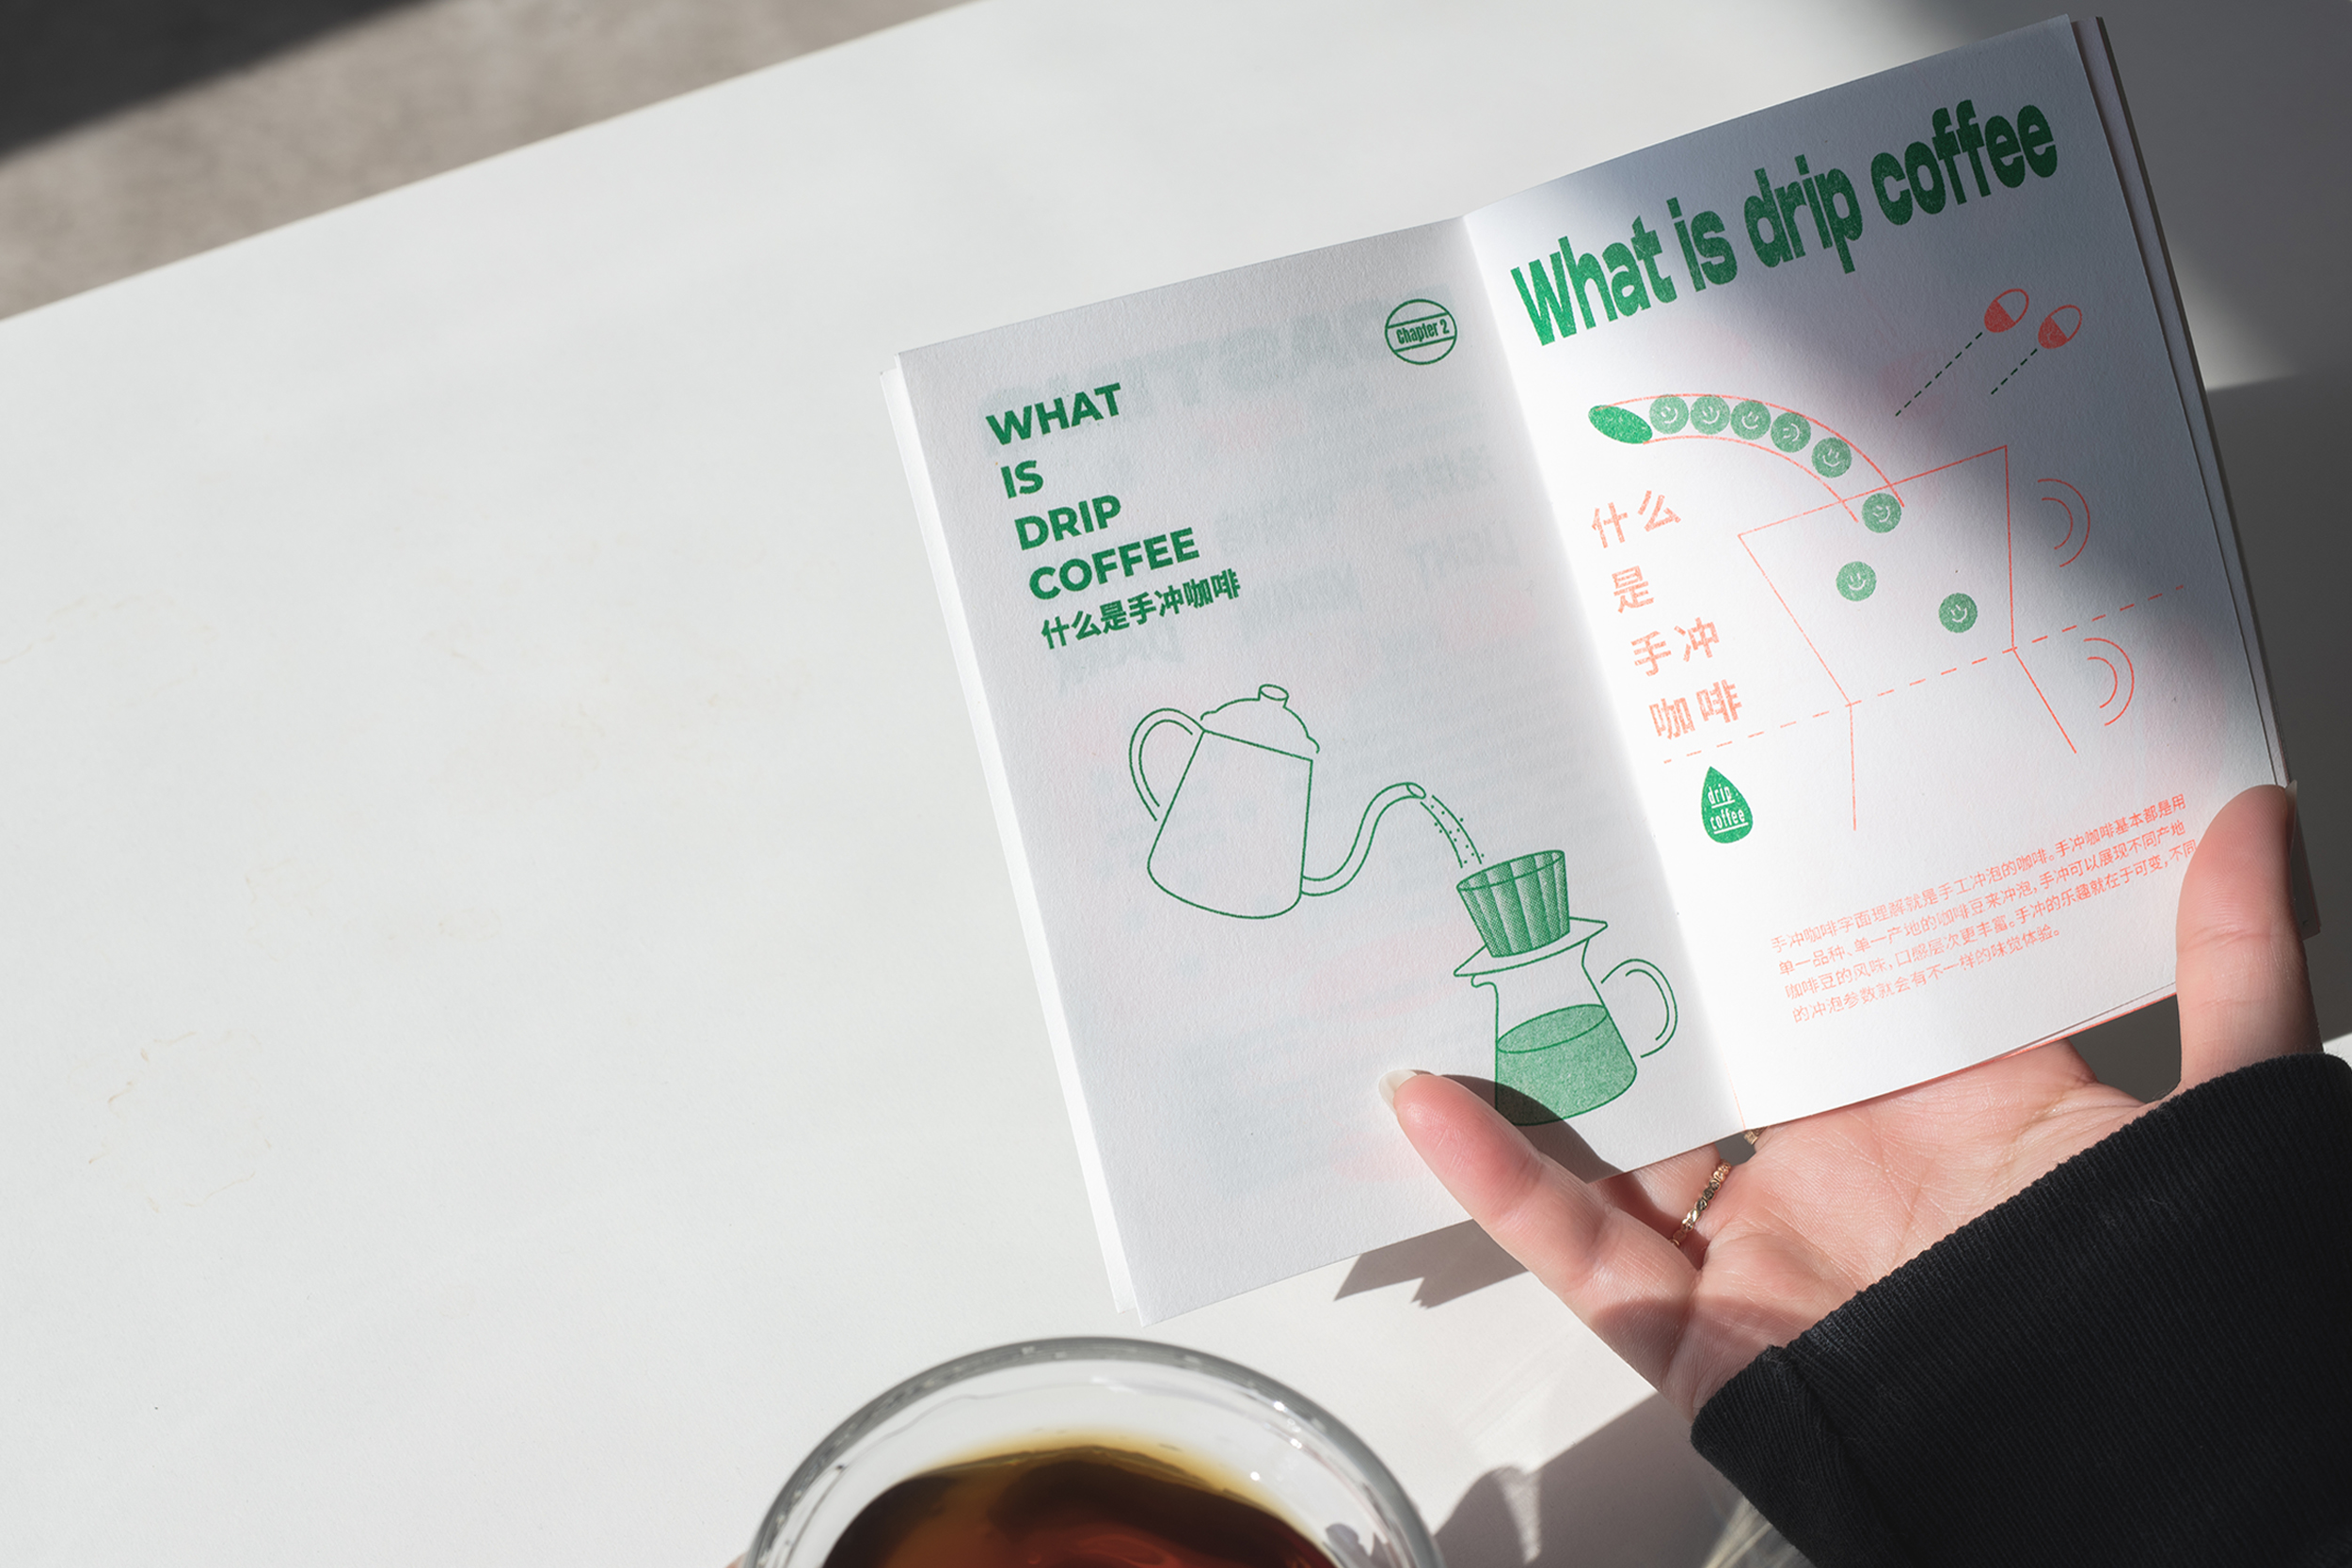 Chapter 2
WHAT
IS
DRIP
COFFEE
什么是手冲咖啡
What is drip coffee
什么
是
手冲
咖啡
drip
coffee
手冲咖啡字面理解就是手工冲泡的咖啡。手冲咖啡基本都是用
单一品种、单一产地的咖啡豆来冲泡，手冲可以展现不同产地
咖啡豆的风味，口感层次更丰富。手冲的乐趣就在于可变，不同
的冲泡参数就会有不一样的味觉体验。